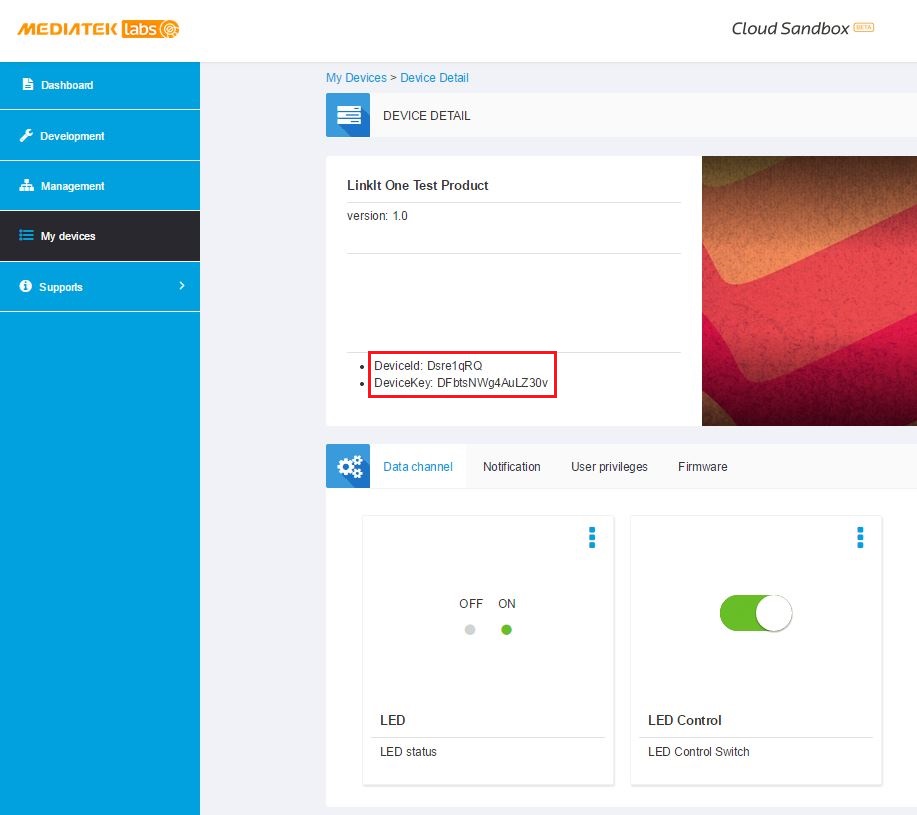 MEDIATEK labs
Cloud Sandbox BETA
Dashboard
Development
Management
My devices
Supports
My Devices > Device Detail
DEVICE DETAIL
LinkIt One Test Product
version: 1.0
DeviceId: Dsre1qRQ
DeviceKey: DFbtsNWg4AuLZ30v
Data channel Notification User privileges Firmware
OFF ON
LED
LED status
LED Control
LED Control Switch